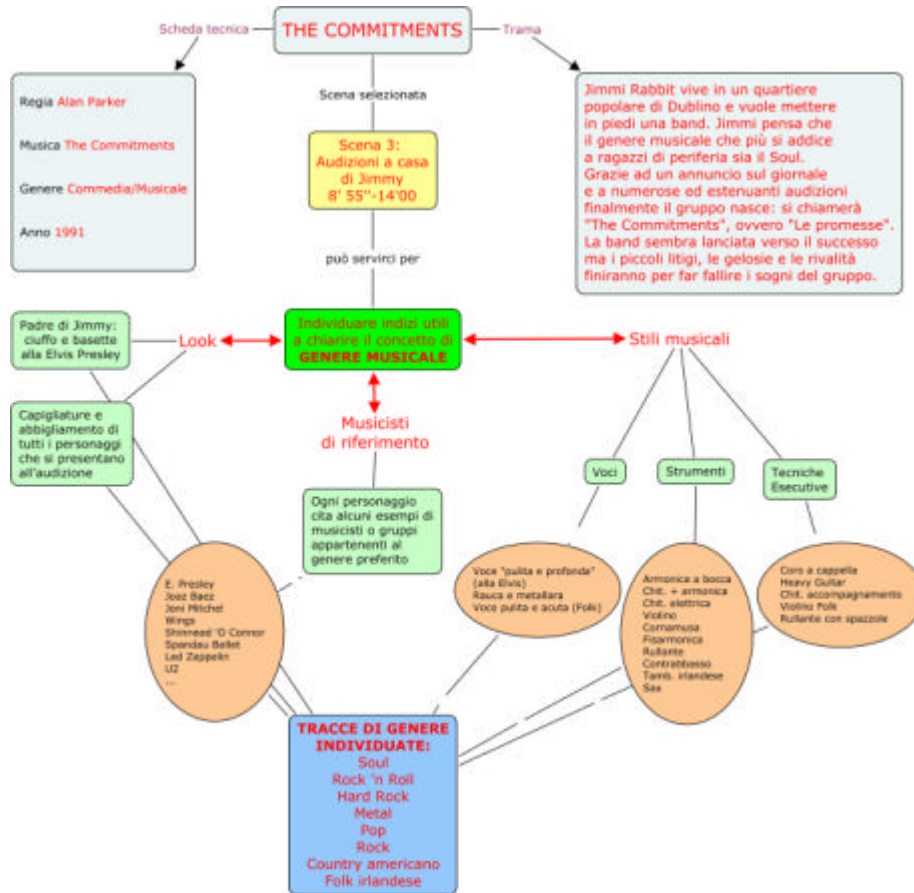 THE COMMITMENTS
Scheda tecnica
Trama
Scena selezionata
Regia Alan Parker
Musica The Commitments
Genere Commedia/Musicale
Anno 1991
Scena 3:
Audizioni a casa
di Jimmy
8' 55''-14'00
Jimmi Rabbit vive in un quartiere
popolare di Dublino e vuole mettere
in piedi una band. Jimmi pensa che
il genere musicale che più si addice
a ragazzi di periferia sia il Soul.
Grazie ad un annuncio sul giornale
e a numerose ed estenuanti audizioni
finalmente il gruppo nasce: si chiamerà
"The Commitments", ovvero "Le promesse".
La band sembra lanciata verso il successo
ma i piccoli litigi, le gelosie e le rivalità
finiranno per far fallire i sogni del gruppo.
può servirci per
Individuare indizi utili
a chiarire il concetto di
GENERE MUSICALE
Look
Padre di Jimmy:
ciuffo e basette
alla Elvis Presley
Capigliature e
abbigliamento di
tutti i personaggi
che si presentano
all'audizione
Musicisti
di riferimento
Ogni personaggio
cita alcuni esempi di
musicisti o gruppi
appartenenti al
genere preferito
Stili musicali
Voci
Strumenti
Tecniche
Esecutive
E. Presley
Joaz Baez
Joni Mitchel
Wings
Shinnead 'O Connor
Spandau Ballet
Led Zeppelin
U2
...
Voce "pulita e profonda"
(alla Elvis)
Rauca e metallara
Voce pulita e acuta (Folk)
Armonica a bocca
Chit. + armonica
Chit. elettrica
Violino
Cornamusa
Fisarmonica
Rullante
Contrabbasso
Tamb. irlandese
Sax
Coro a cappella
Heavy Guitar
Chit. accompagnamento
Violino Folk
Rullante con spazzole
TRACCE DI GENERE
INDIVIDUATE:
Soul
Rock 'n Roll
Hard Rock
Metal
Pop
Rock
Country americano
Folk irlandese